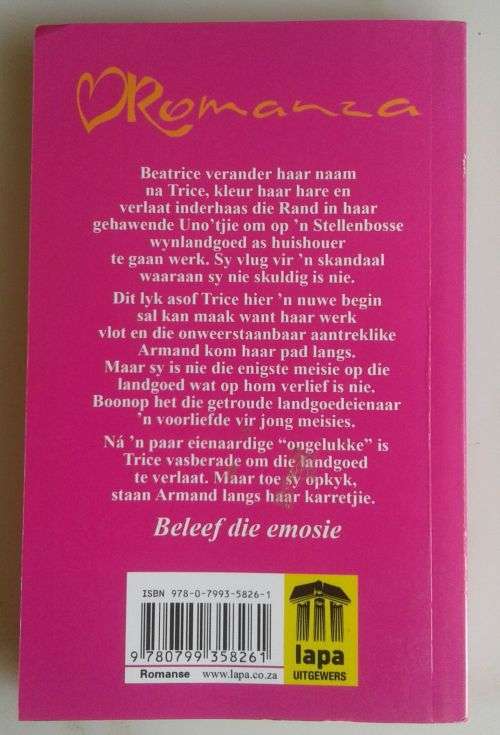 Romanza
Beatrice verander haar naam
na Trice, kleur haar hare en
verlaat inderhaas die Rand in haar
gehawende Uno'tjie om op 'n Stellenbosse
wynlandgoed as huishouer
te gaan werk. Sy vlug vir 'n skandaal
waaraan sy nie skuldig is nie.
Dit lyk asof Trice hier 'n nuwe begin
sal kan maak want haar werk
vlot en die onweerstaanbaar aantreklike
Armand kom haar pad langs.
Maar sy is nie die enigste meisie op die
landgoed wat op hom verlief is nie.
Boonop het die getroude landgoedeienaar
'n voorliefde vir jong meisies.
Ná 'n paar eienaardige “ongelukke” is
Trice vasberade om die landgoed
te verlaat. Maar toe sy opkyk,
staan Armand langs haar karretjie.
Beleef die emosie
ISBN 978-0-7993-5826-1
9 780799 358261
Romanse www.lapa.co.za
lapa
UITGEWERS